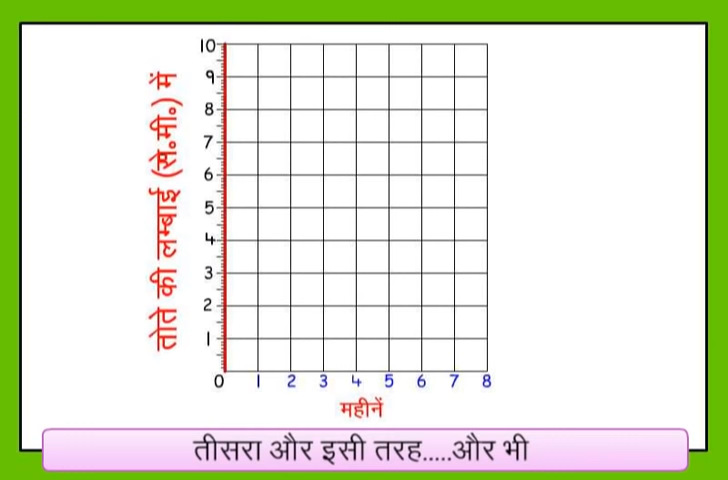 तोते की लम्बाई (से॰मी॰) में
10
9
8
7
6
5
4
3
2
1
0 1 2 3 4 5 6 7 8
महीनें
तीसरा और इसी तरह.....और भी